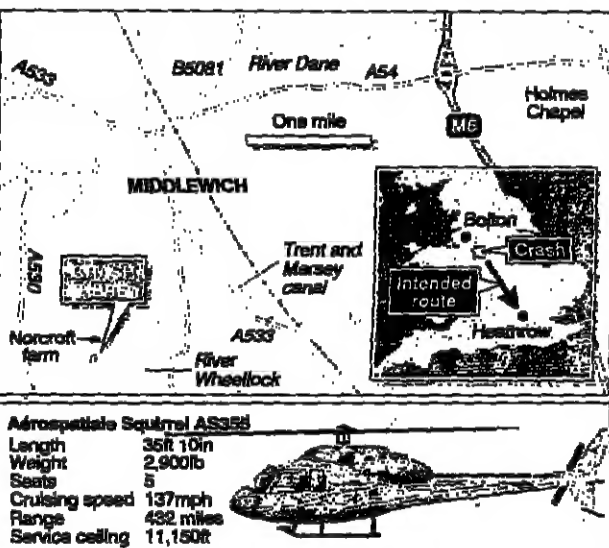 A533
B5081
River Dane
A54
Holmes
Chapel
One mile
M6
MIDDLEWICH
Bolton
Crash
Trent and
Mersey
canal
Intended
route
A530
Heathrow
Norcroft
farm
A533
River
Wheelock
Aérospatiale Squirrel AS355
Length 35ft 10in
Weight 2,900lb
Seats 5
Cruising speed 137mph
Range 432 miles
Service ceiling 11,150ft